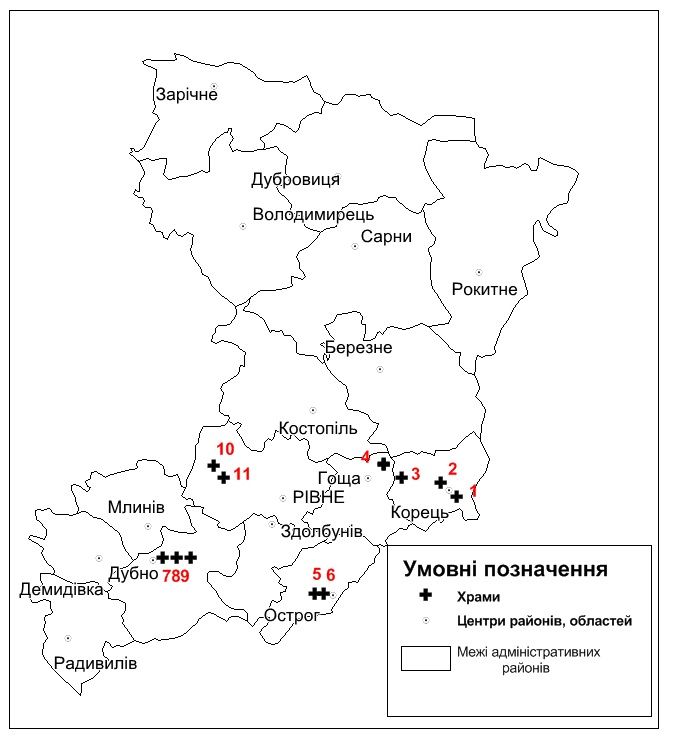 Зарічне
Дубровиця
Володимирець
Сарни
Рокитне
Березне
Костопіль
10
4
2
11
Гоща
3
1
РІВНЕ
Млинів
Корець
Здолбунів
Дубно
789
5 6
Демидівка
Острог
Радивилів
Умовні позначення
Храми
Центри районів, областей
Межі адміністративних
районів